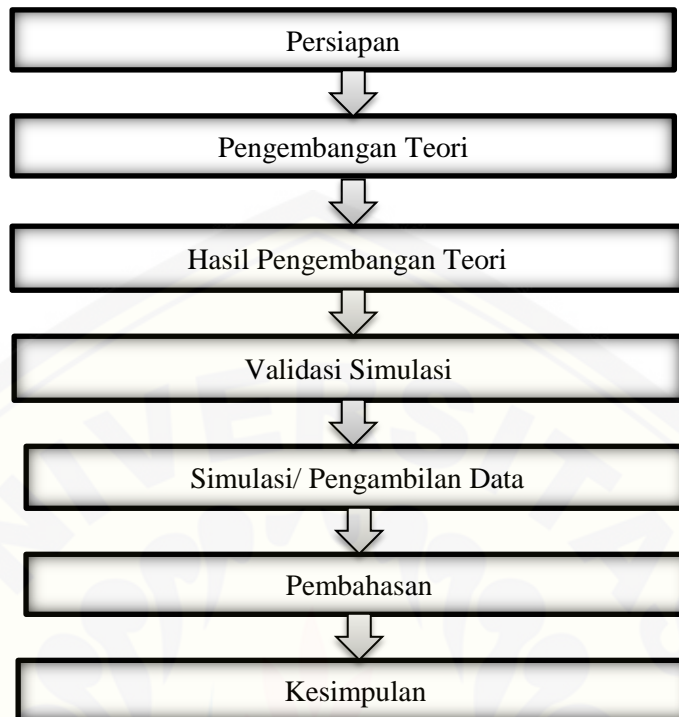 Persiapan
Pengembangan Teori
Hasil Pengembangan Teori
Validasi Simulasi
Simulasi/ Pengambilan Data
Pembahasan
Kesimpulan